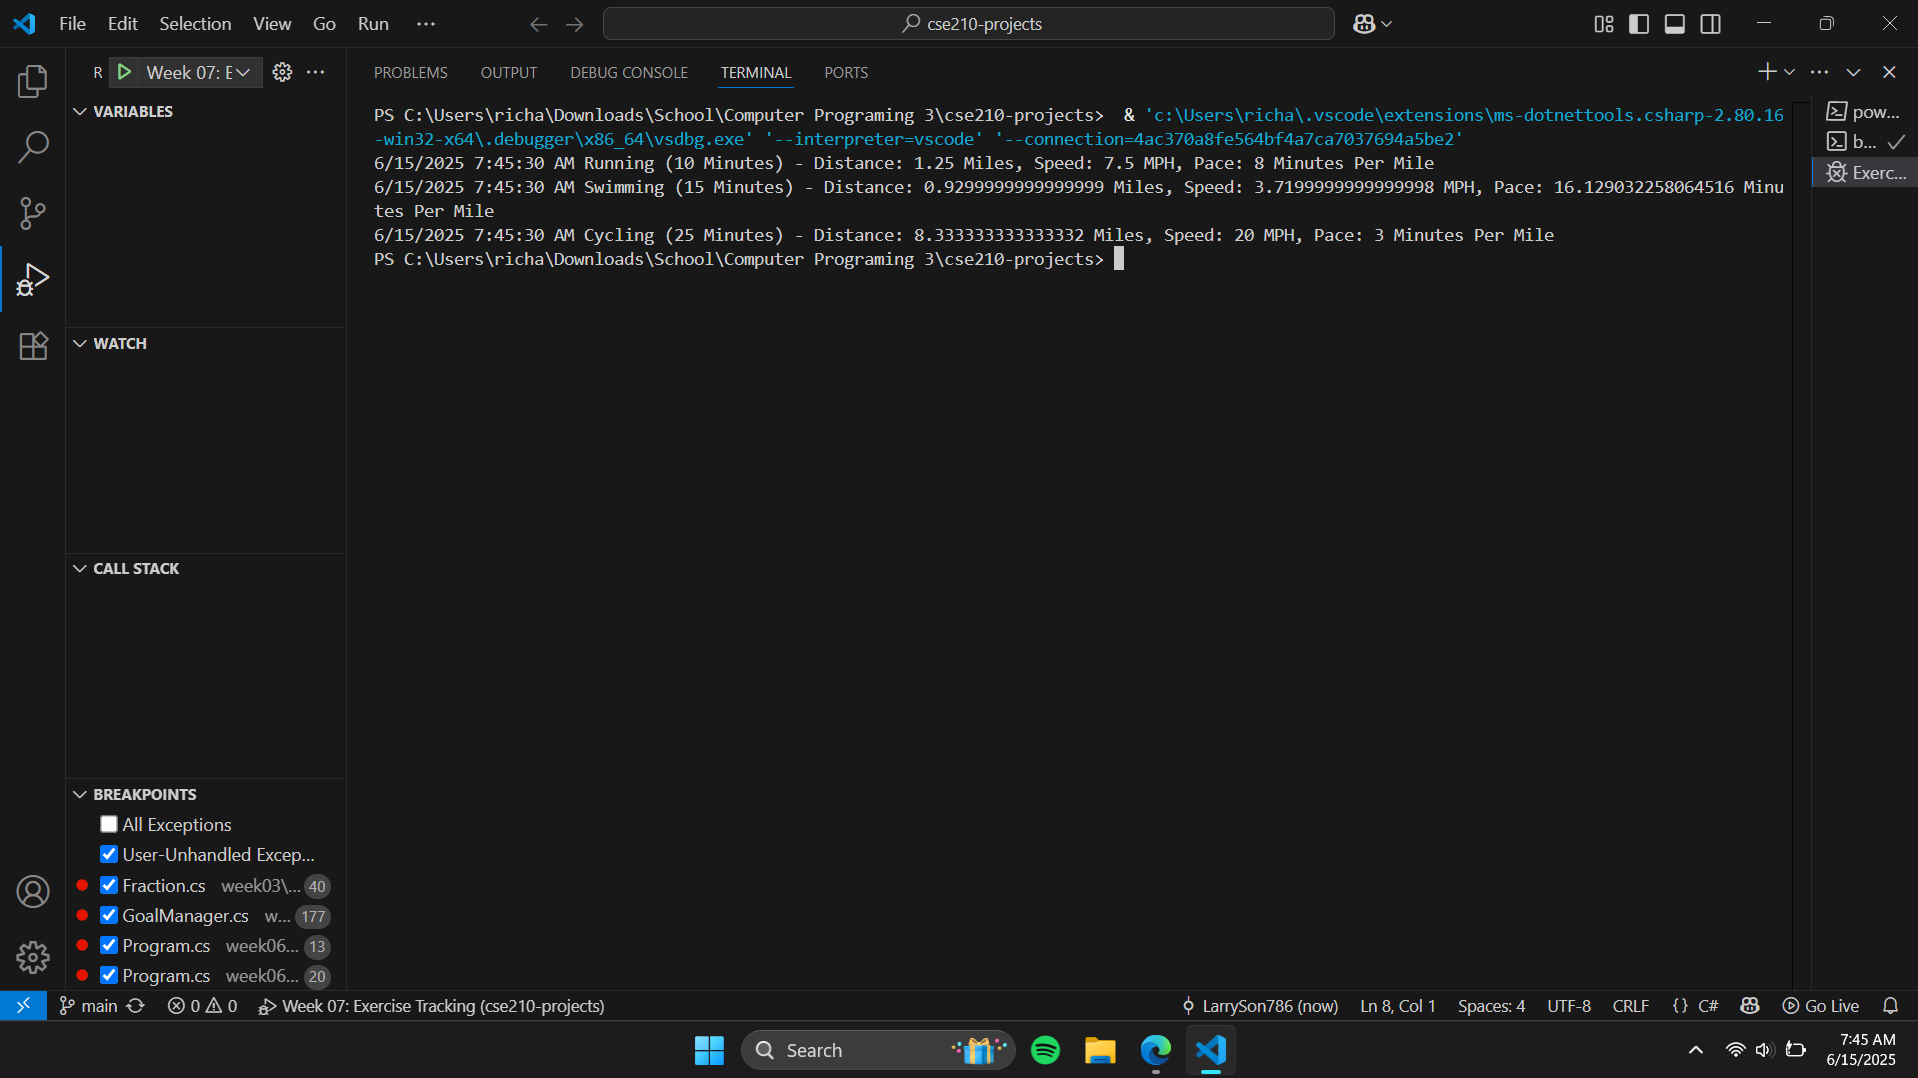 File Edit Selection View Go Run ···
cse210-projects
R Week 07: E
PROBLEMS OUTPUT DEBUG CONSOLE TERMINAL PORTS
VARIABLES
WATCH
CALL STACK
BREAKPOINTS
All Exceptions
User-Unhandled Excep...
Fraction.cs week03\... 40
GoalManager.cs w... 177
Program.cs week06... 13
Program.cs week06... 20
PS C:\Users\richa\Downloads\School\Computer Programing 3\cse210-projects>  & 'c:\Users\richa\.vscode\extensions\ms-dotnettools.csharp-2.80.16
-win32-x64\.debugger\x86_64\vsdbg.exe' '--interpreter=vscode' '--connection=4ac370a8fe564bf4a7ca7037694a5be2'
6/15/2025 7:45:30 AM Running (10 Minutes) - Distance: 1.25 Miles, Speed: 7.5 MPH, Pace: 8 Minutes Per Mile
6/15/2025 7:45:30 AM Swimming (15 Minutes) - Distance: 0.9299999999999999 Miles, Speed: 3.7199999999999998 MPH, Pace: 16.129032258064516 Minu
tes Per Mile
6/15/2025 7:45:30 AM Cycling (25 Minutes) - Distance: 8.333333333333332 Miles, Speed: 20 MPH, Pace: 3 Minutes Per Mile
PS C:\Users\richa\Downloads\School\Computer Programing 3\cse210-projects>
pow...
b...
Exerc...
main 0 0 Week 07: Exercise Tracking (cse210-projects)
LarrySon786 (now) Ln 8, Col 1 Spaces: 4 UTF-8 CRLF {} C# Go Live
Search
7:45 AM
6/15/2025